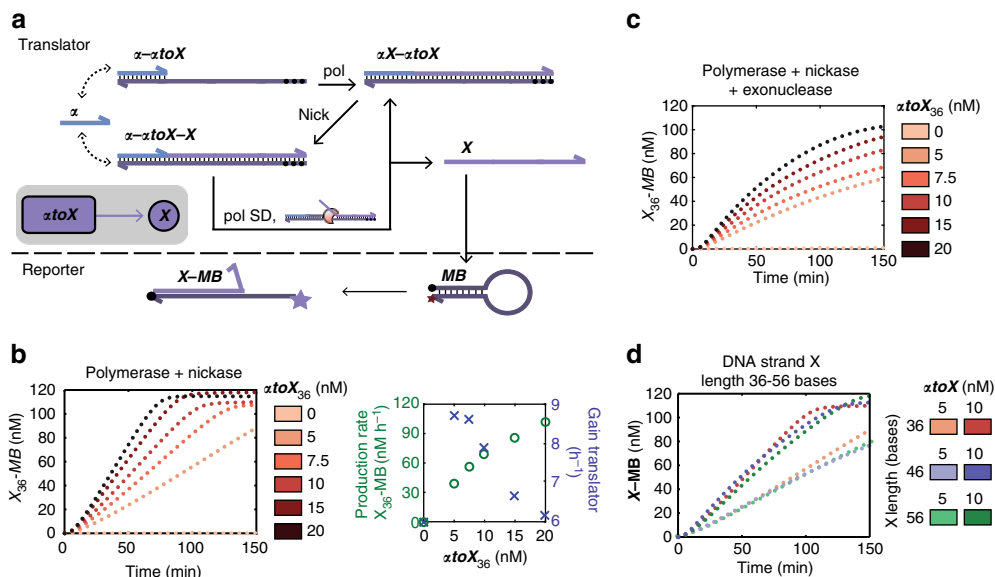 a
Translator
α–αtoX
pol
αX–αtoX
Nick
α
α–αtoX–X
X
αtoX
X
pol SD,
Reporter
X–MB
MB
b
Polymerase + nickase
X36-MB (nM)
120
100
80
60
40
20
0
0 50 100 150
Time (min)
αtoX36 (nM)
0
5
7.5
10
15
20
Production rate
X36-MB (nM h–1)
120
90
60
30
0
0 5 10 15 20
αtoX36 (nM)
9
8
7
6
Gain translator
(h–1)
c
Polymerase + nickase
+ exonuclease
X36-MB (nM)
120
100
80
60
40
20
0
0 50 100 150
Time (min)
αtoX36 (nM)
0
5
7.5
10
15
20
d
DNA strand X
length 36-56 bases
X–MB (nM)
120
100
80
60
40
20
0
0 50 100 150
Time (min)
αtoX (nM)
5 10
36
5 10
46
5 10
56
X length (bases)